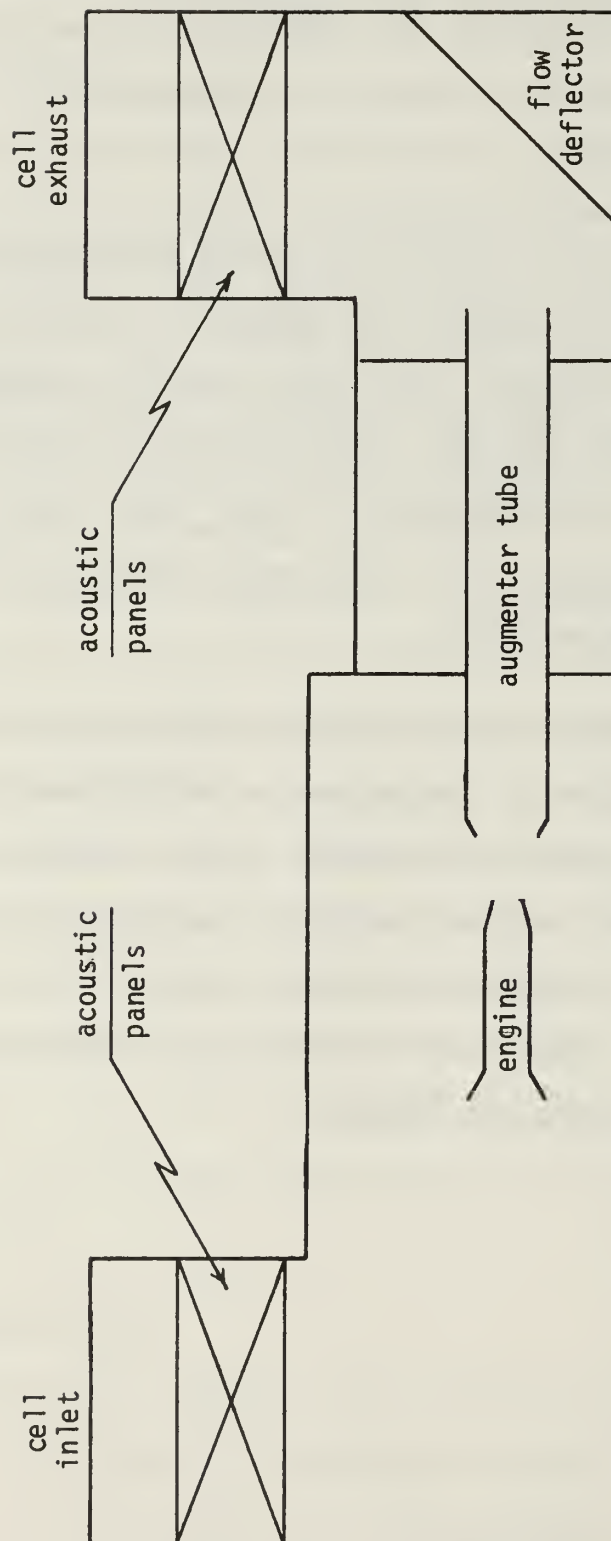 cell
inlet
acoustic
panels
acoustic
panels
cell
exhaust
engine
augmenter tube
flow
deflector